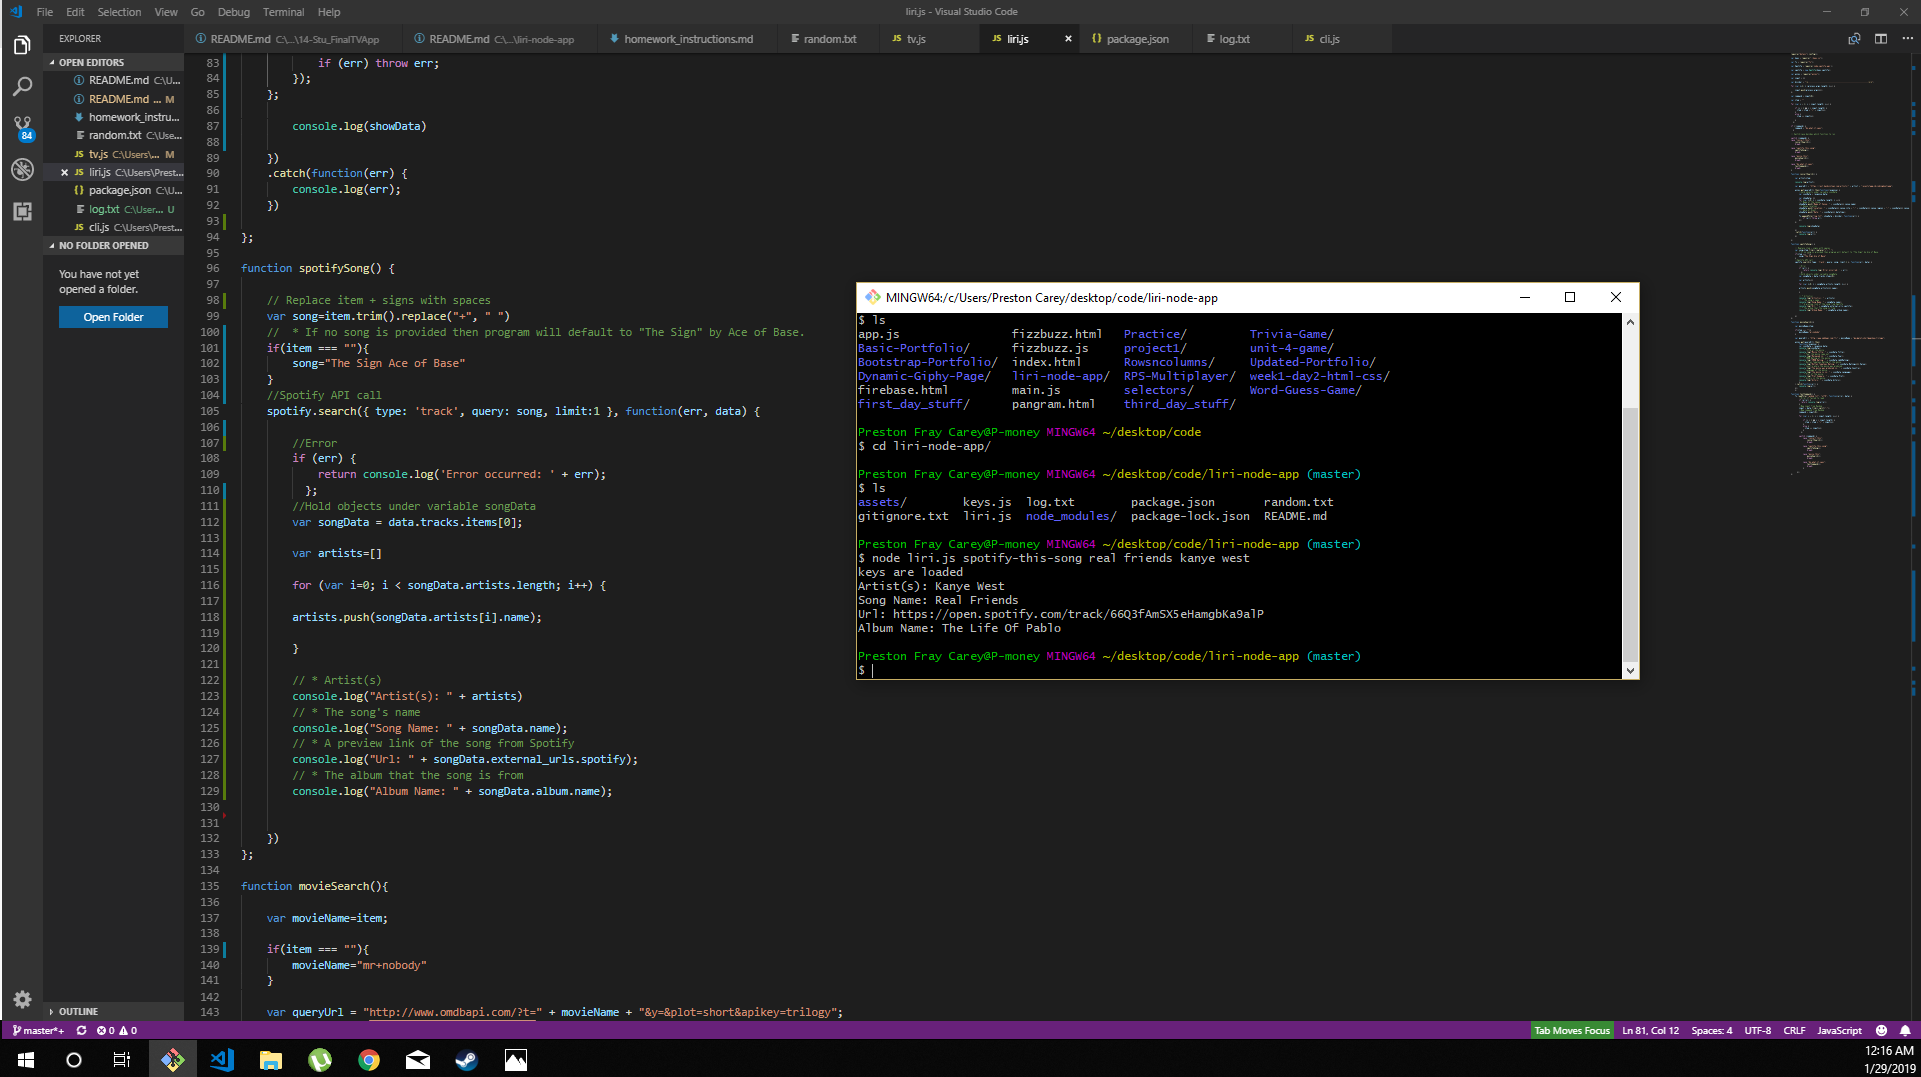 File Edit Selection View Go Debug Terminal Help
liri.js - Visual Studio Code
EXPLORER
README.md C:\...\14-Stu_FinalTVApp
README.md C:\...\liri-node-app
homework_instructions.md
random.txt
JS tv.js
JS liri.js ×
{} package.json
log.txt
JS cli.js
OPEN EDITORS
README.md C:\U...
README.md ... M
homework_instru...
random.txt C:\Use...
JS tv.js C:\Users\... M
× JS liri.js C:\Users\Prest...
{} package.json C:\U...
log.txt C:\User... U
JS cli.js C:\Users\Prest...
NO FOLDER OPENED
You have not yet
opened a folder.
Open Folder
OUTLINE
84
83 if (err) throw err;
84 });
85 };
86
87 console.log(showData)
88
89 })
90 .catch(function(err) {
91 console.log(err);
92 })
93
94 };
95
96 function spotifySong() {
97
98 // Replace item + signs with spaces
99 var song=item.trim().replace("+", " ")
100 // * If no song is provided then program will default to "The Sign" by Ace of Base.
101 if(item === ""){
102 song="The Sign Ace of Base"
103 }
104 //Spotify API call
105 spotify.search({ type: 'track', query: song, limit:1 }, function(err, data) {
106
107 //Error
108 if (err) {
109 return console.log('Error occurred: ' + err);
110 };
111 //Hold objects under variable songData
112 var songData = data.tracks.items[0];
113
114 var artists=[]
115
116 for (var i=0; i < songData.artists.length; i++) {
117
118 artists.push(songData.artists[i].name);
119
120 }
121
122 // * Artist(s)
123 console.log("Artist(s): " + artists)
124 // * The song's name
125 console.log("Song Name: " + songData.name);
126 // * A preview link of the song from Spotify
127 console.log("Url: " + songData.external_urls.spotify);
128 // * The album that the song is from
129 console.log("Album Name: " + songData.album.name);
130
131
132 })
133 };
134
135 function movieSearch(){
136
137 var movieName=item;
138
139 if(item === ""){
140 movieName="mr+nobody"
141 }
142
143 var queryUrl = "http://www.omdbapi.com/?t=" + movieName + "&y=&plot=short&apikey=trilogy";
MINGW64:/c/Users/Preston Carey/desktop/code/liri-node-app
$ ls
app.js fizzbuzz.html Practice/ Trivia-Game/
Basic-Portfolio/ fizzbuzz.js project1/ unit-4-game/
Bootstrap-Portfolio/ index.html Rowsncolumns/ Updated-Portfolio/
Dynamic-Giphy-Page/ liri-node-app/ RPS-Multiplayer/ week1-day2-html-css/
firebase.html main.js selectors/ Word-Guess-Game/
first_day_stuff/ pangram.html third_day_stuff/
Preston Fray Carey@P-money MINGW64 ~/desktop/code
$ cd liri-node-app/
Preston Fray Carey@P-money MINGW64 ~/desktop/code/liri-node-app (master)
$ ls
assets/ keys.js log.txt package.json random.txt
gitignore.txt liri.js node_modules/ package-lock.json README.md
Preston Fray Carey@P-money MINGW64 ~/desktop/code/liri-node-app (master)
$ node liri.js spotify-this-song real friends kanye west
keys are loaded
Artist(s): Kanye West
Song Name: Real Friends
Url: https://open.spotify.com/track/66Q3fAmSX5eHamgbKa9alP
Album Name: The Life Of Pablo
Preston Fray Carey@P-money MINGW64 ~/desktop/code/liri-node-app (master)
$
master*+ 0 0
Tab Moves Focus Ln 81, Col 12 Spaces: 4 UTF-8 CRLF JavaScript
12:16 AM
1/29/2019